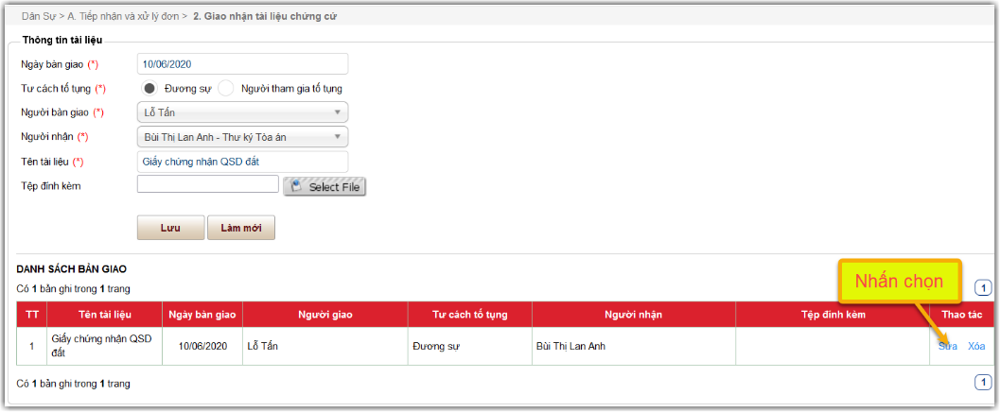 Dân Sự > A. Tiếp nhận và xử lý đơn > 2. Giao nhận tài liệu chứng cứ
Thông tin tài liệu
Ngày bàn giao (*) 10/06/2020
Tư cách tố tụng (*) Đương sự Người tham gia tố tụng
Người bàn giao (*) Lỗ Tấn
Người nhận (*) Bùi Thị Lan Anh - Thư ký Tòa án
Tên tài liệu (*) Giấy chứng nhận QSD đất
Tệp đính kèm Select File
Lưu Làm mới
DANH SÁCH BÀN GIAO
Nhấn chọn
Có 1 bản ghi trong 1 trang 1
TT Tên tài liệu Ngày bàn giao Người giao Tư cách tố tụng Người nhận Tệp đính kèm Thao tác
1 Giấy chứng nhận QSD đất 10/06/2020 Lỗ Tấn Đương sự Bùi Thị Lan Anh Sửa Xóa
Có 1 bản ghi trong 1 trang 1